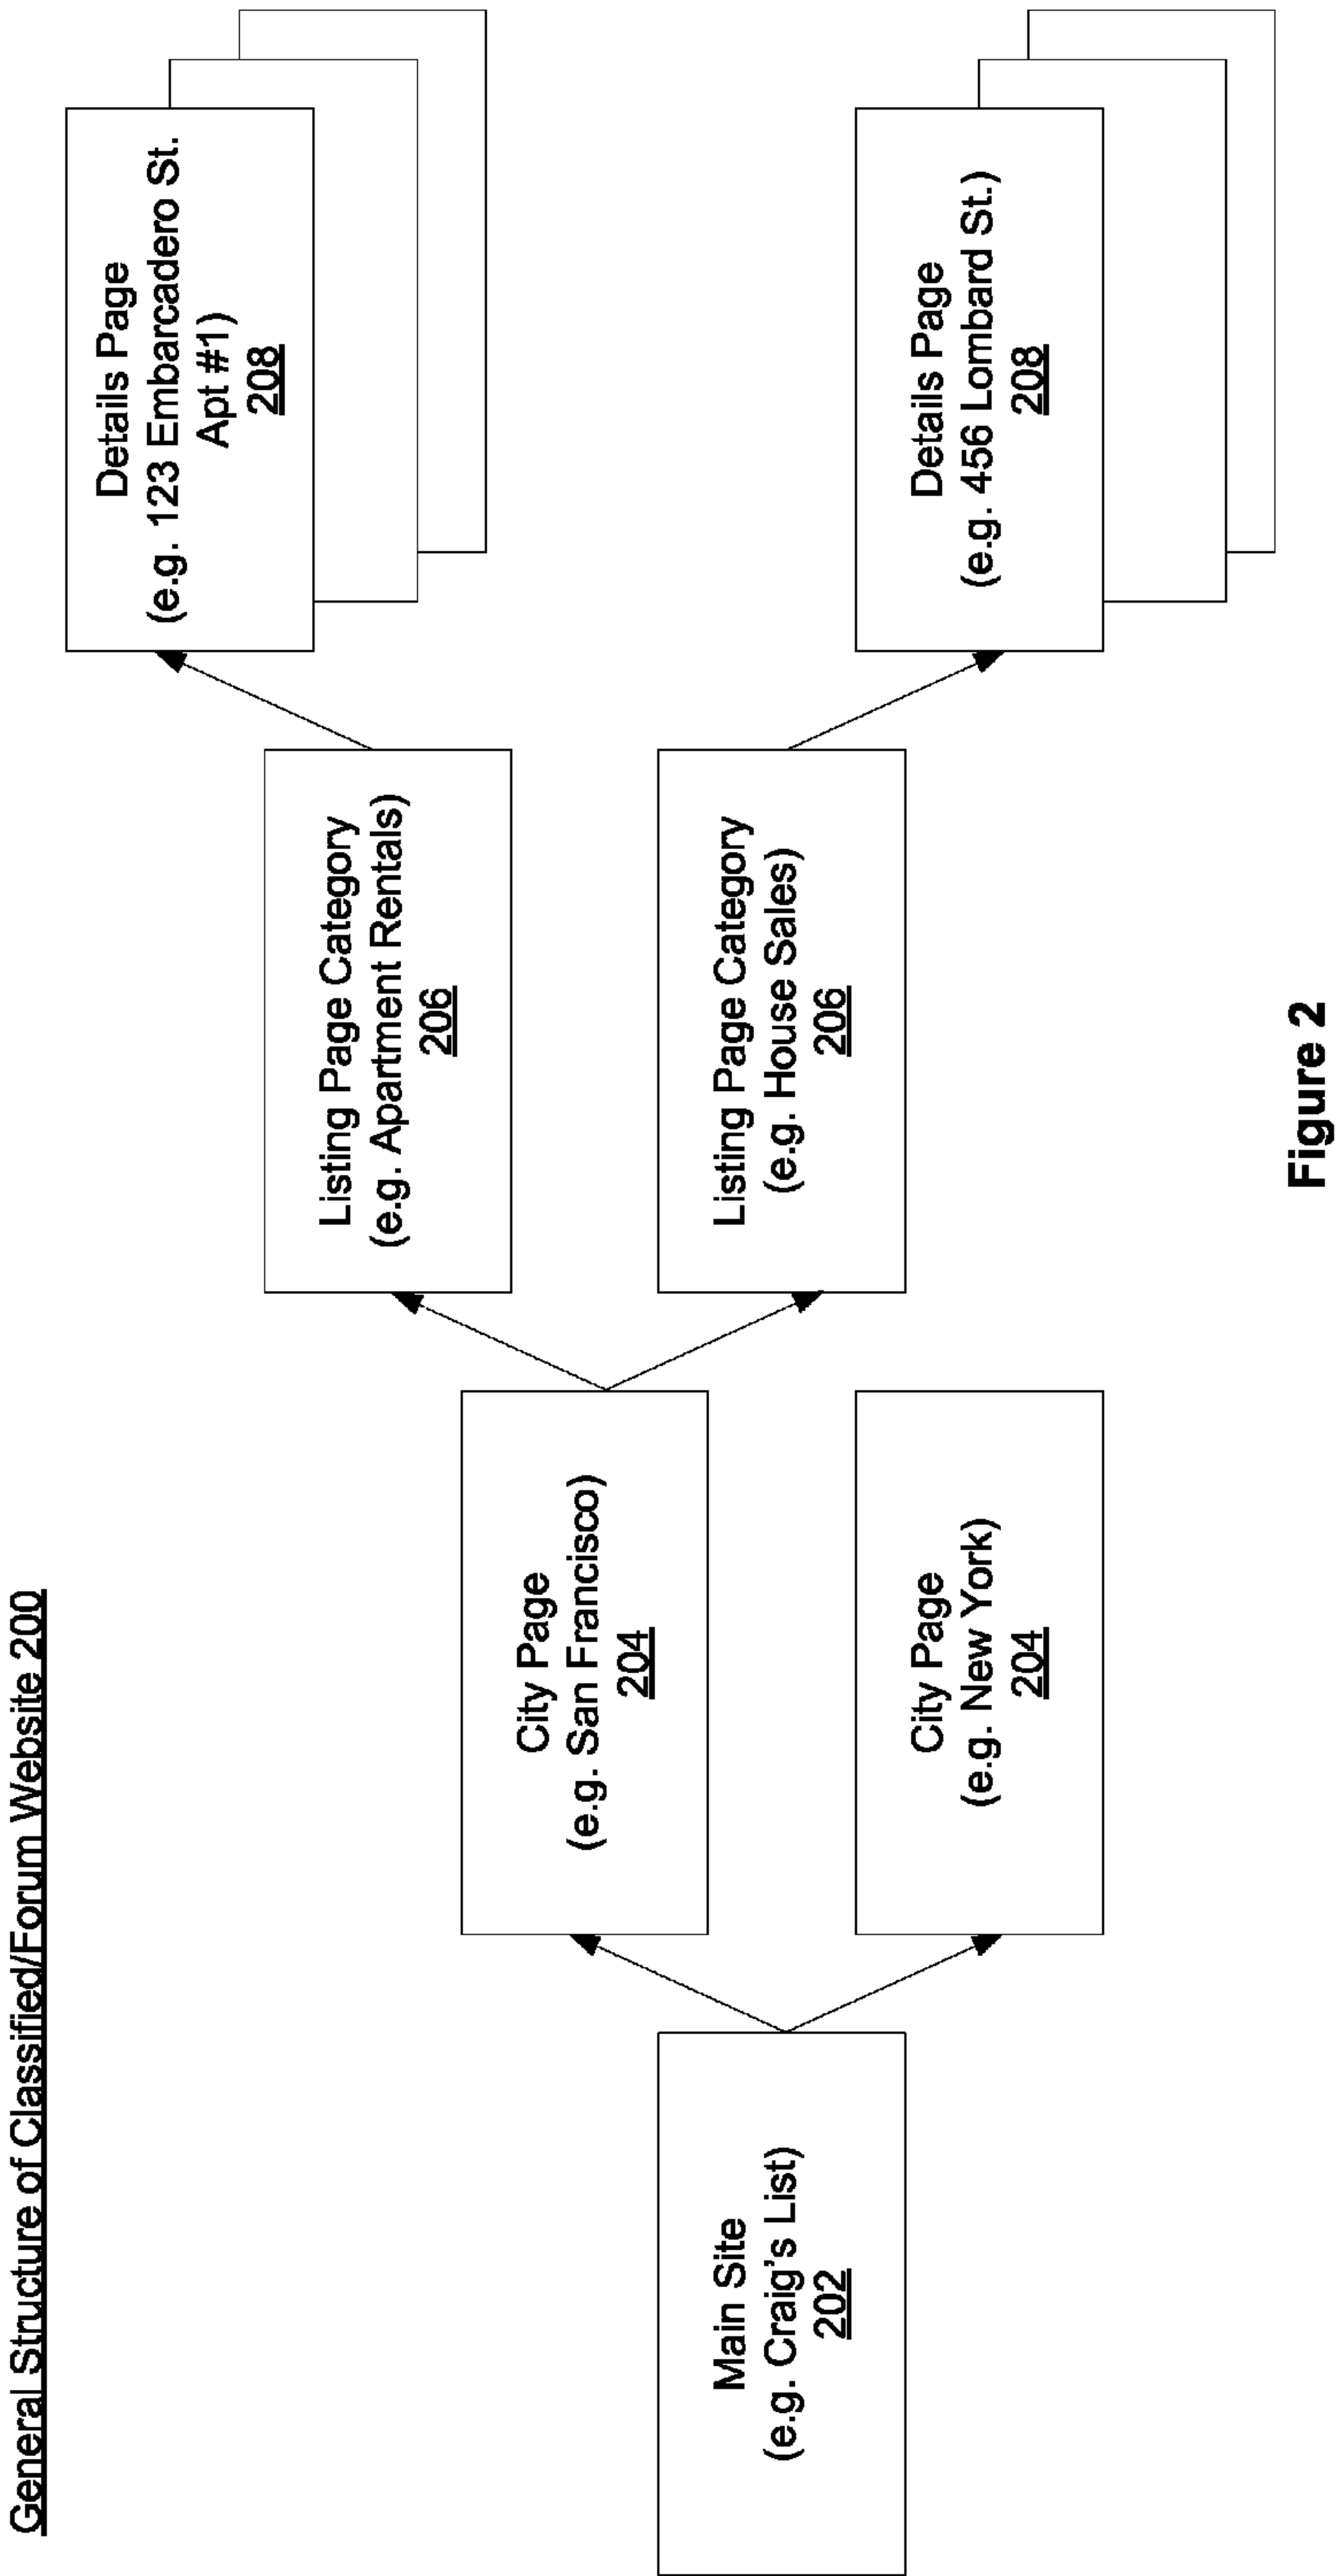 General Structure of Classified/Forum Website 200
Main Site
(e.g. Craig's List)
202
City Page
(e.g. San Francisco)
204
City Page
(e.g. New York)
204
Listing Page Category
(e.g. Apartment Rentals)
206
Listing Page Category
(e.g. House Sales)
206
Details Page
(e.g. 123 Embarcadero St.
Apt #1)
208
Details Page
(e.g. 456 Lombard St.)
208
Figure 2